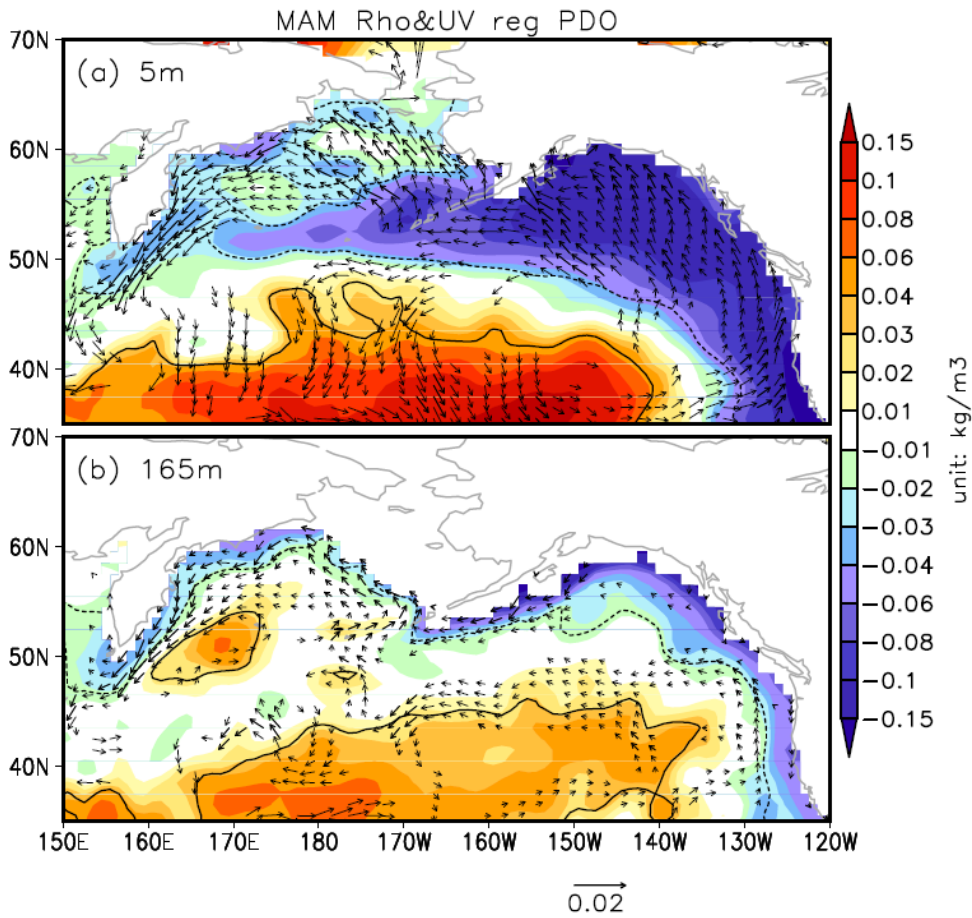 MAM Rho&UV reg PDO
70N
(a) 5m
60N
50N
40N
70N
(b) 165m
60N
50N
40N
150E 160E 170E 180 170W 160W 150W 140W 130W 120W
0.02
0.15
0.1
0.08
0.06
0.04
0.03
0.02
0.01
−0.01
−0.02
−0.03
−0.04
−0.06
−0.08
−0.1
−0.15
unit: kg/m3